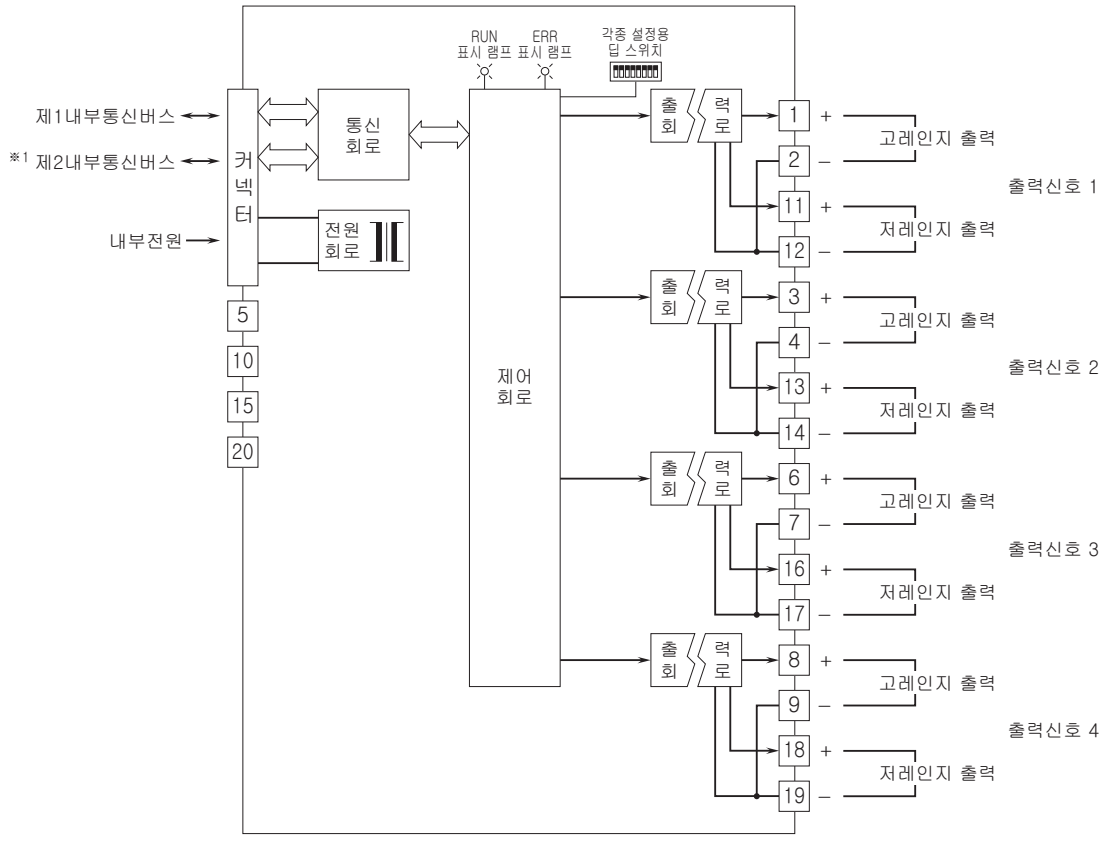 RUN
표시 램프
ERR
표시 램프
각종 설정용
딥 스위치
제1내부통신버스
※1 제2내부통신버스
내부전원
커
넥
터
통신
회로
전원
회로
5
10
15
20
제어
회로
출 력
회 로
1 +
고레인지 출력
2 −
출력신호 1
11 +
저레인지 출력
12 −
출 력
회 로
3 +
고레인지 출력
4 −
출력신호 2
13 +
저레인지 출력
14 −
출 력
회 로
6 +
고레인지 출력
7 −
출력신호 3
16 +
저레인지 출력
17 −
출 력
회 로
8 +
고레인지 출력
9 −
출력신호 4
18 +
저레인지 출력
19 −